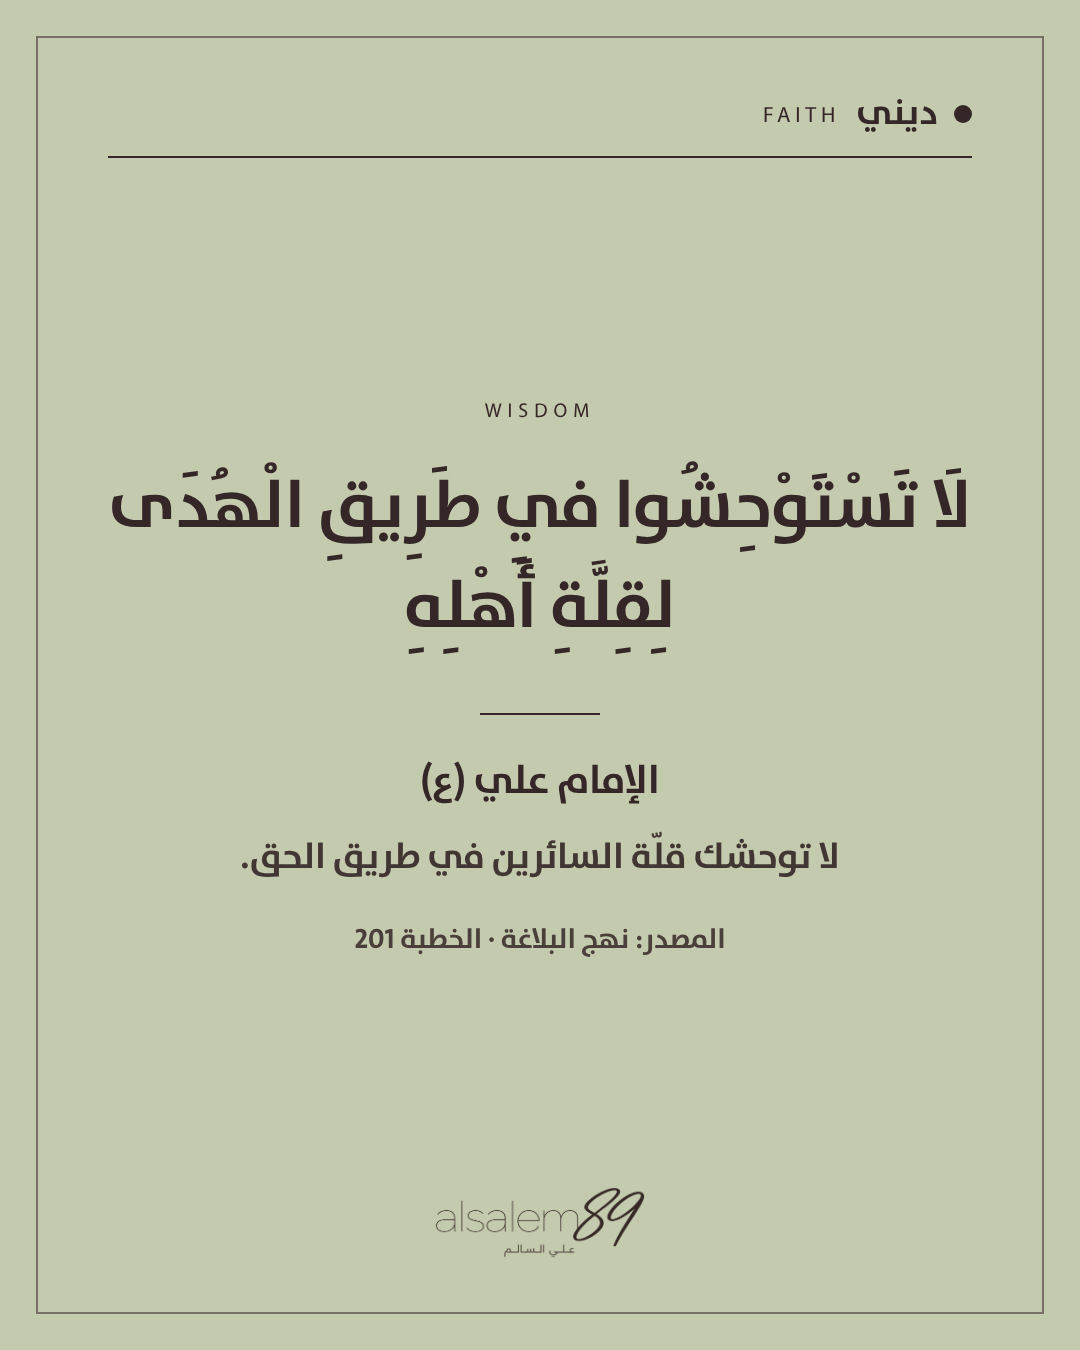 ديني FAITH
WISDOM
لَا تَسْتَوْحِشُوا في طَرِيقِ الْهُدَى
لِقِلَّةِ أَهْلِهِ
الإمام علي (ع)
لا توحشك قلّة السائرين في طريق الحق.
المصدر: نهج البلاغة · الخطبة 201
alsalem89
علي السالم